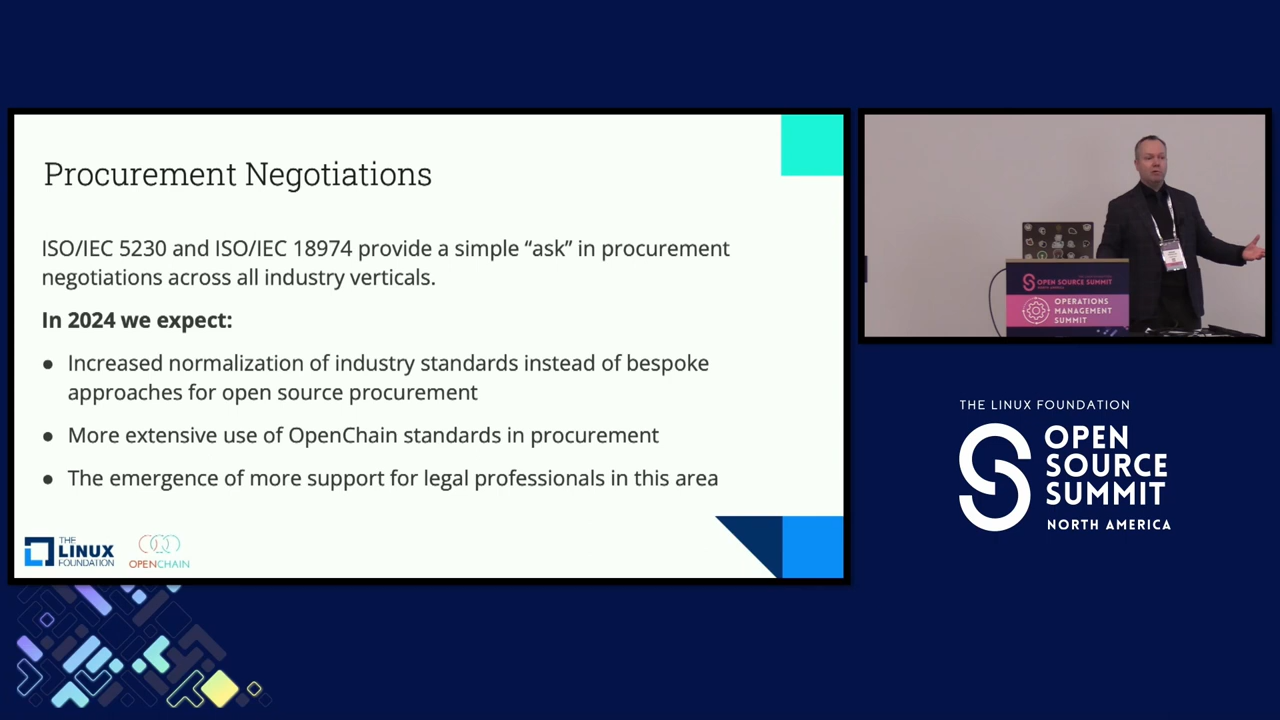 Procurement Negotiations
ISO/IEC 5230 and ISO/IEC 18974 provide a simple “ask” in procurement
negotiations across all industry verticals.
In 2024 we expect:
● Increased normalization of industry standards instead of bespoke
approaches for open source procurement
● More extensive use of OpenChain standards in procurement
● The emergence of more support for legal professionals in this area
THE
LINUX
FOUNDATION
OPENCHAIN
OPEN SOURCE SUMMIT
OPERATIONS
MANAGEMENT
SUMMIT
THE LINUX FOUNDATION
OPEN
SOURCE
SUMMIT
NORTH AMERICA